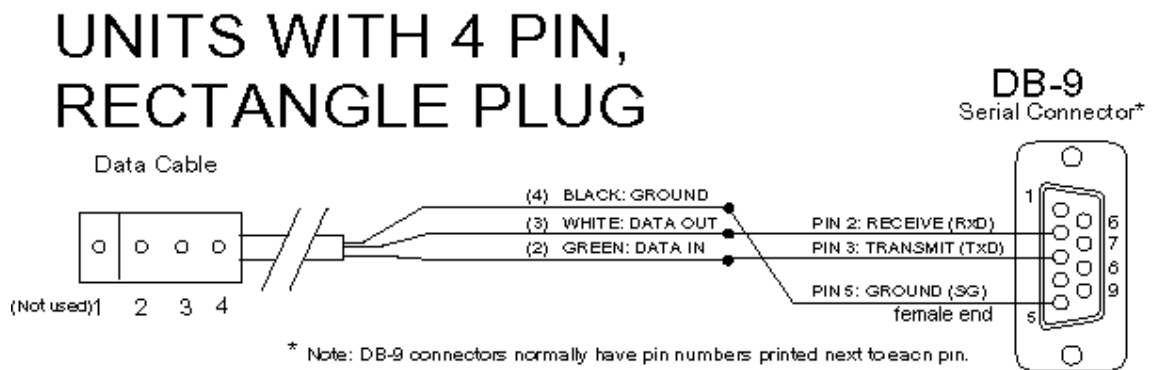 UNITS WITH 4 PIN,
RECTANGLE PLUG
DB-9
Serial Connector*
Data Cable
(4) BLACK: GROUND
(3) WHITE: DATA OUT
(2) GREEN: DATA IN
PIN 2: RECEIVE (RxD)
PIN 3: TRANSMIT (TxD)
PIN 5: GROUND (SG)
female end
1
6
7
8
9
5
(Not used) 1 2 3 4
* Note: DB-9 connectors normally have pin numbers printed next to eacn pin.